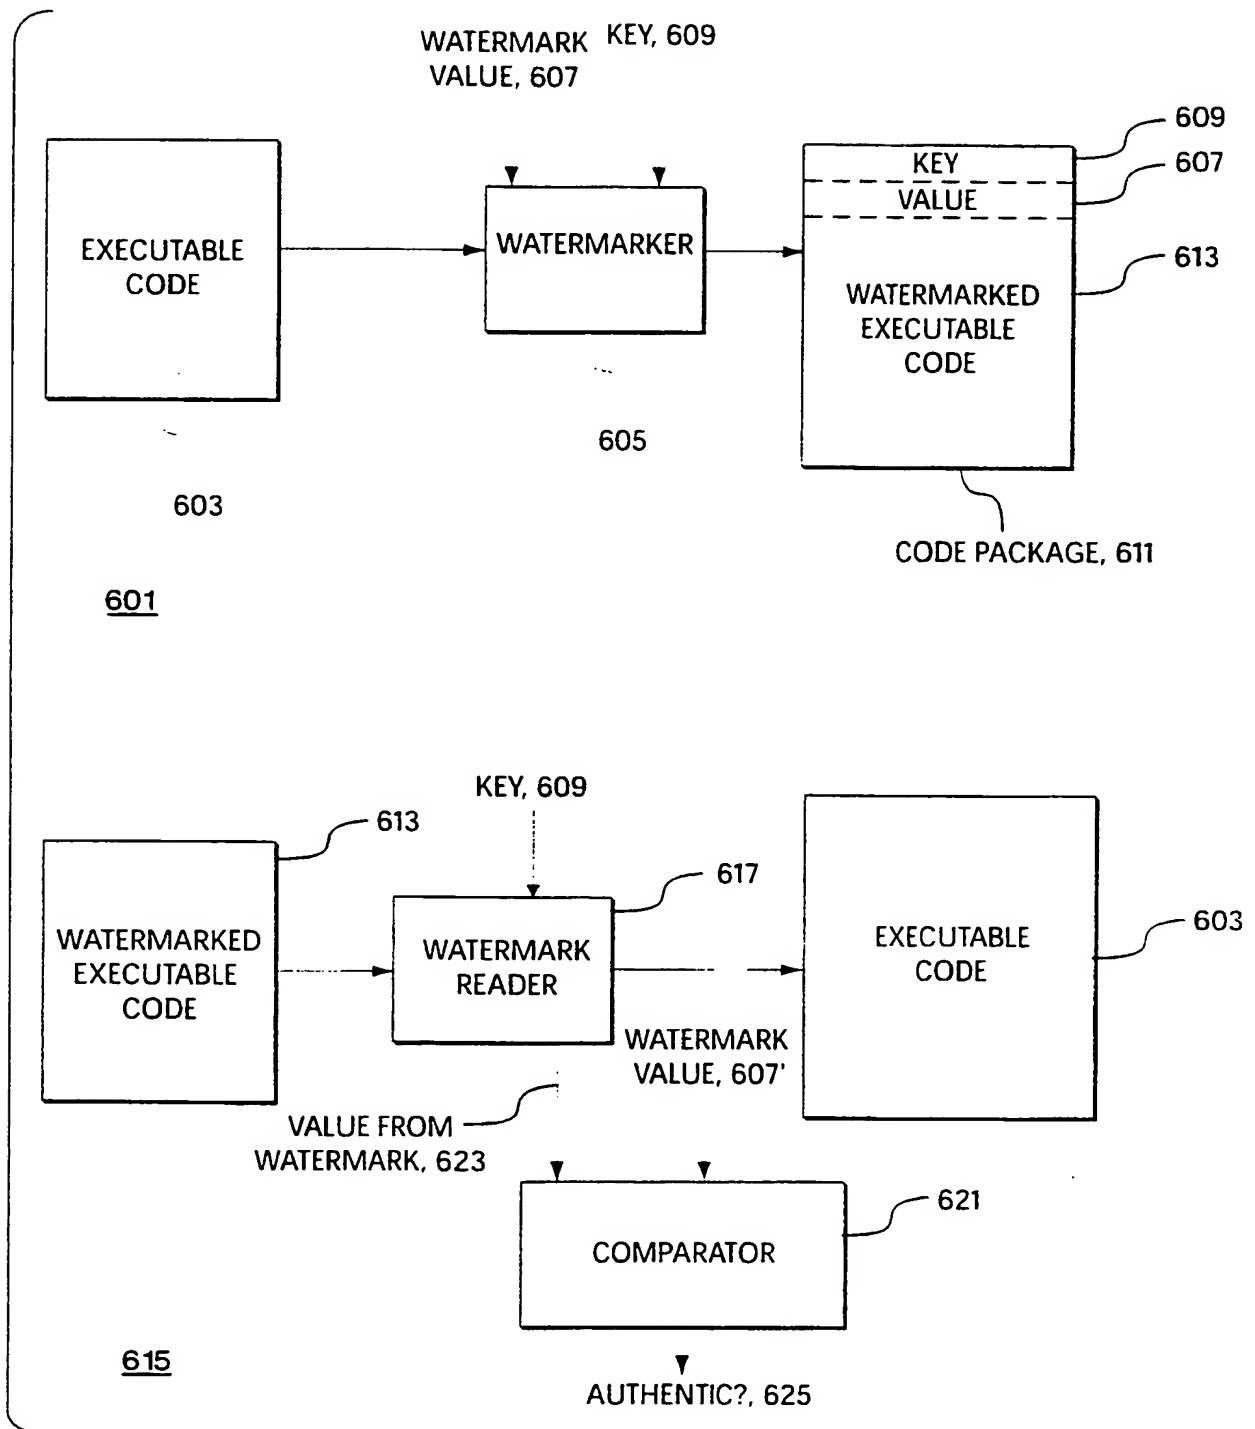 WATERMARK
VALUE, 607
KEY, 609
609
KEY
607
VALUE
EXECUTABLE
CODE
WATERMARKER
613
WATERMARKED
EXECUTABLE
CODE
605
603
CODE PACKAGE, 611
601
KEY, 609
613
617
WATERMARKED
EXECUTABLE
CODE
WATERMARK
READER
EXECUTABLE
CODE
603
WATERMARK
VALUE, 607'
VALUE FROM
WATERMARK, 623
621
COMPARATOR
615
AUTHENTIC?, 625